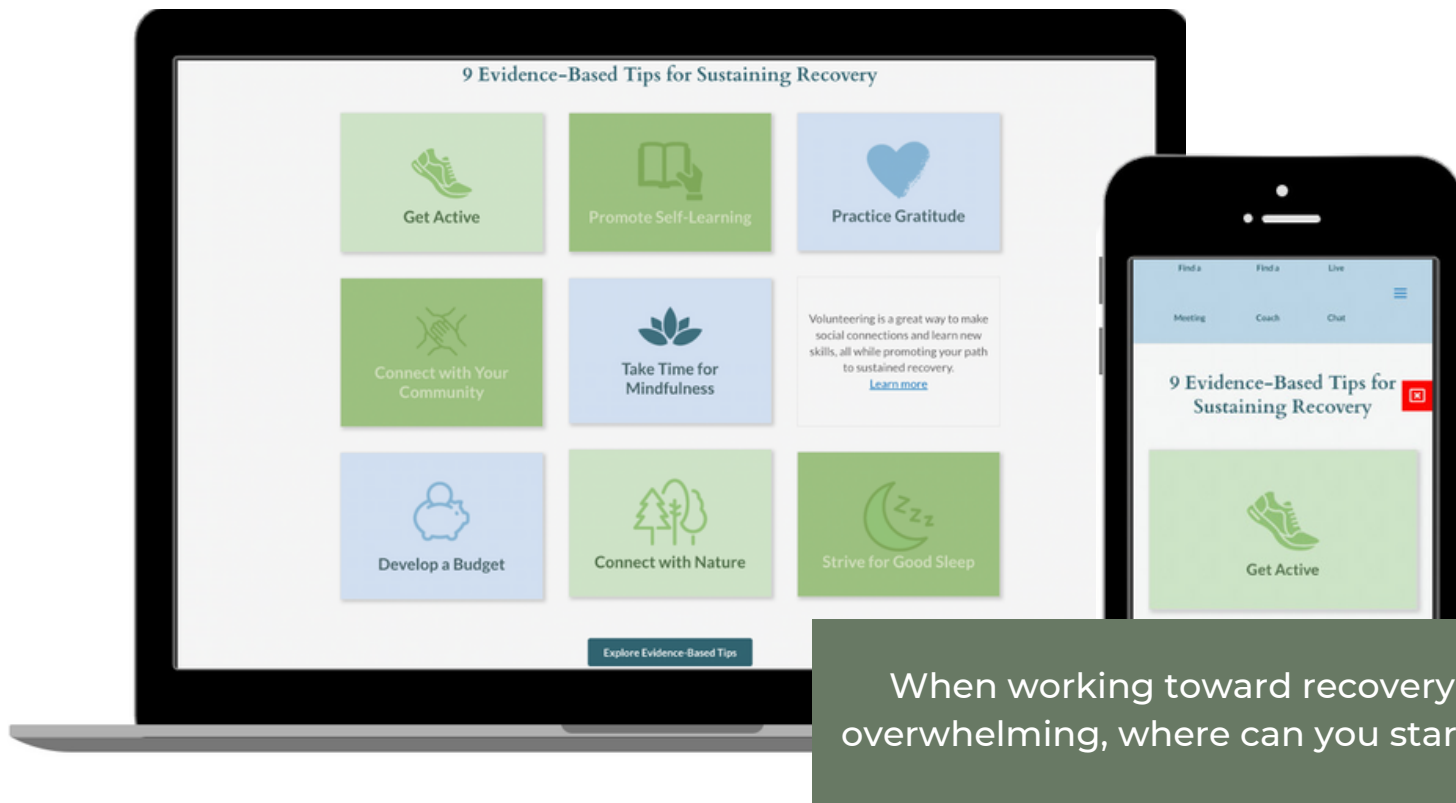 9 Evidence-Based Tips for Sustaining Recovery
Get Active
Promote Self-Learning
Practice Gratitude
Connect with Your
Community
Take Time for
Mindfulness
Volunteering is a great way to make
social connections and learn new
skills, all while promoting your path
to sustained recovery.
Learn more
Develop a Budget
Connect with Nature
zzz
Strive for Good Sleep
Explore Evidence-Based Tips
Find a Find a Live
Meeting Coach Chat
9 Evidence-Based Tips for
Sustaining Recovery
Get Active
When working toward recovery
overwhelming, where can you star